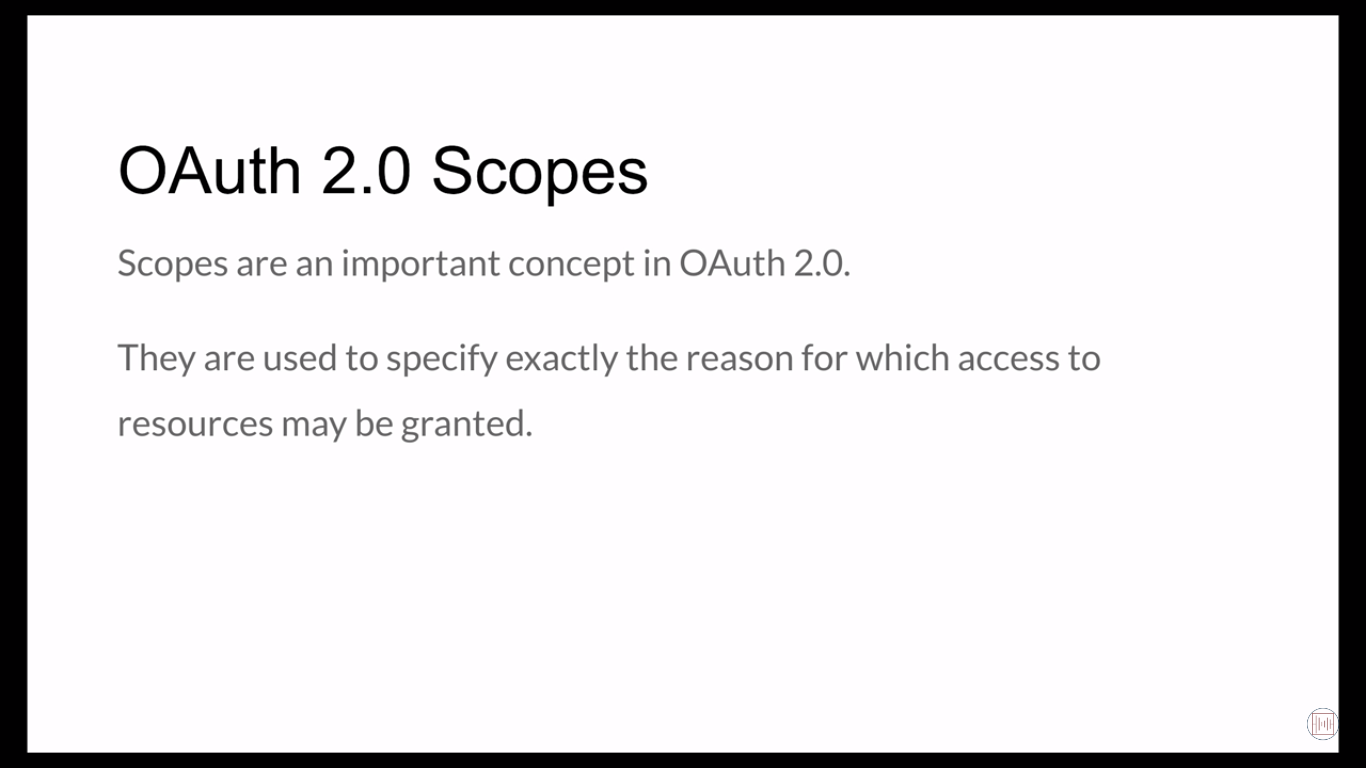 OAuth 2.0 Scopes
Scopes are an important concept in OAuth 2.0.
They are used to specify exactly the reason for which access to
resources may be granted.